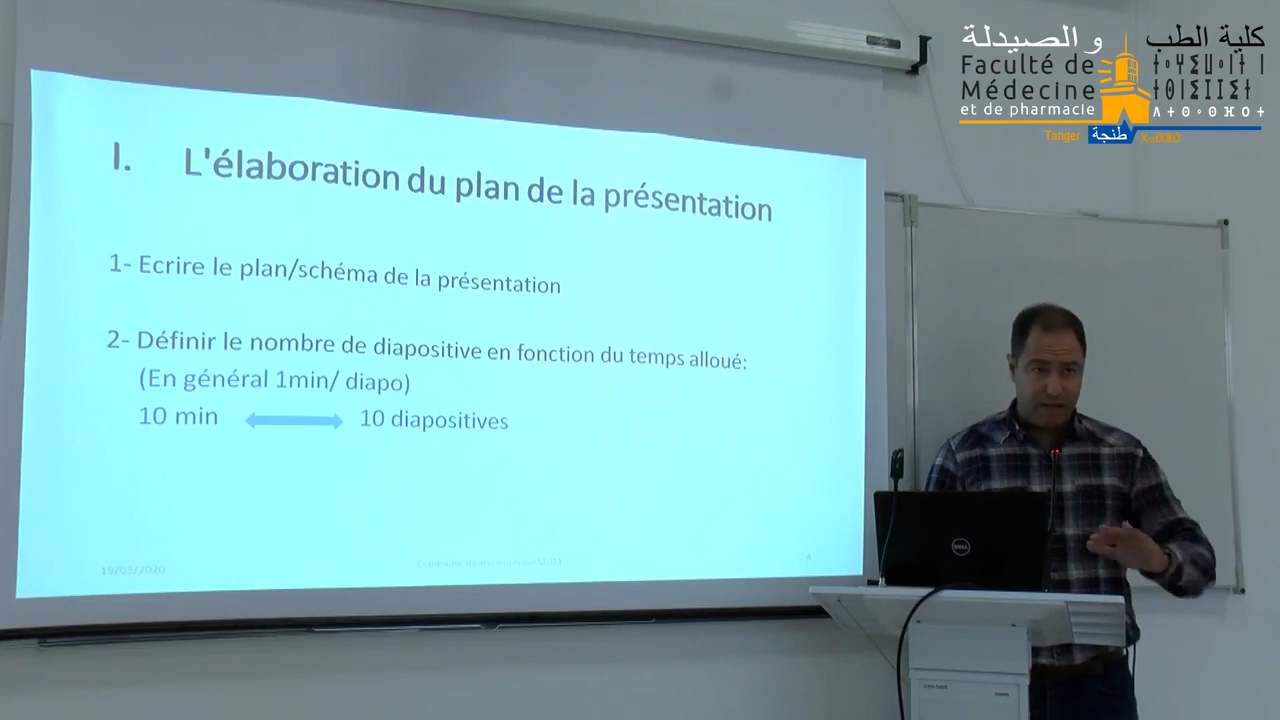 I. L'élaboration du plan de la présentation
1- Ecrire le plan/schéma de la présentation
2- Définir le nombre de diapositive en fonction du temps alloué:
(En général 1min/ diapo)
10 min 10 diapositives
19/03/2020
4
كلية الطب و الصيدلة
Faculté de
Médecine
et de pharmacie
Tanger طنجة
DELL